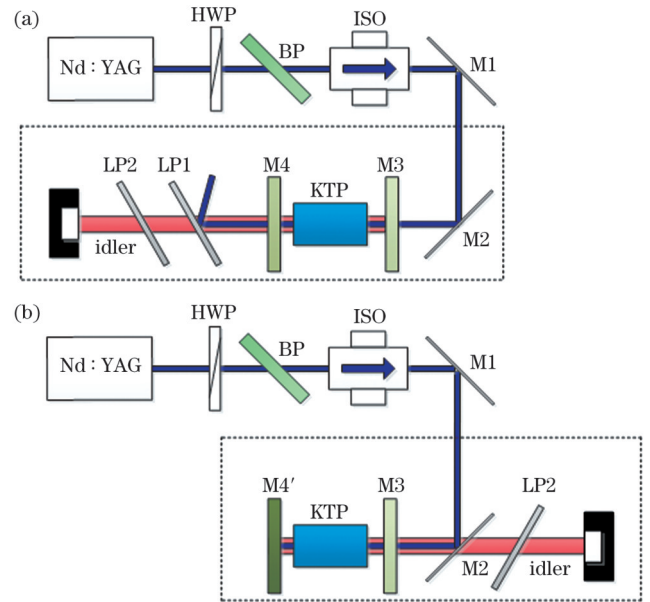 (a)
HWP
ISO
BP
M1
Nd : YAG
LP2
LP1
M4
M3
KTP
M2
idler
(b)
HWP
ISO
BP
M1
Nd : YAG
M4′
KTP
M3
LP2
M2
idler